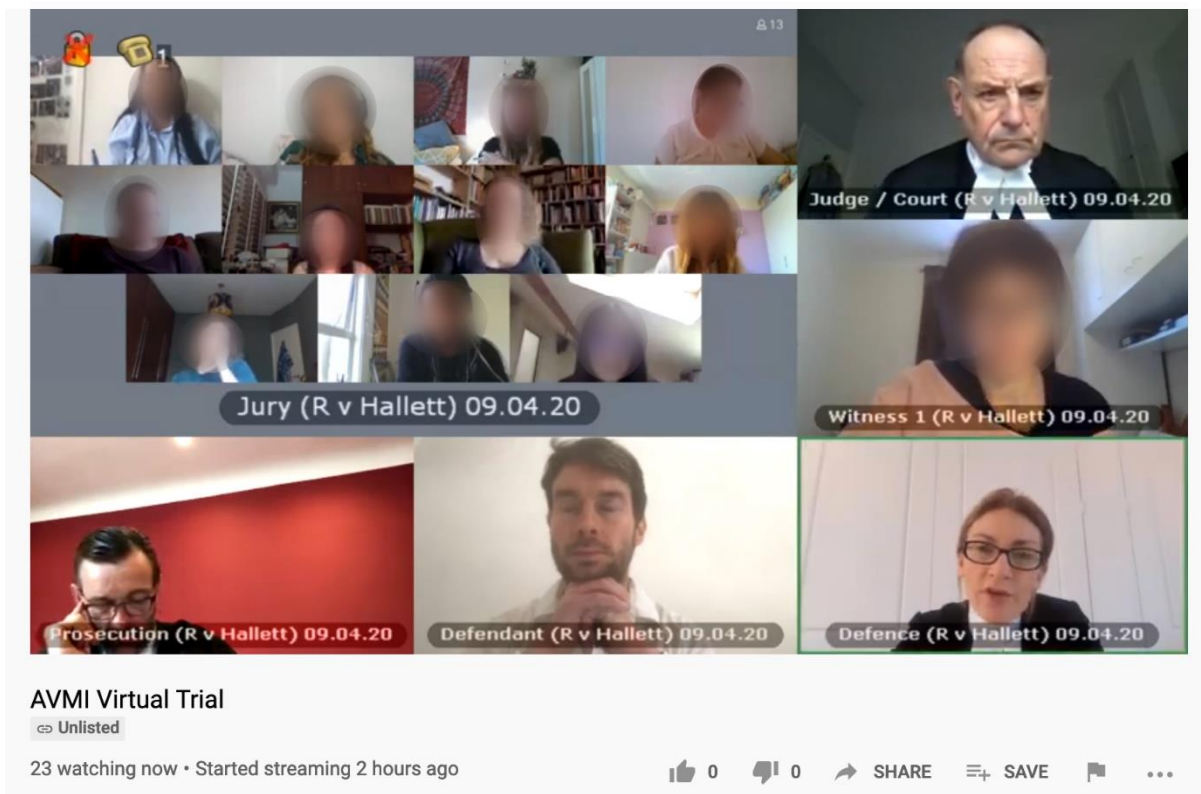 13
1
Judge / Court (R v Hallett) 09.04.20
Jury (R v Hallett) 09.04.20
Witness 1 (R v Hallett) 09.04.20
Prosecution (R v Hallett) 09.04.20
Defendant (R v Hallett) 09.04.20
Defence (R v Hallett) 09.04.20
AVMI Virtual Trial
Unlisted
23 watching now • Started streaming 2 hours ago
0
0
SHARE
SAVE